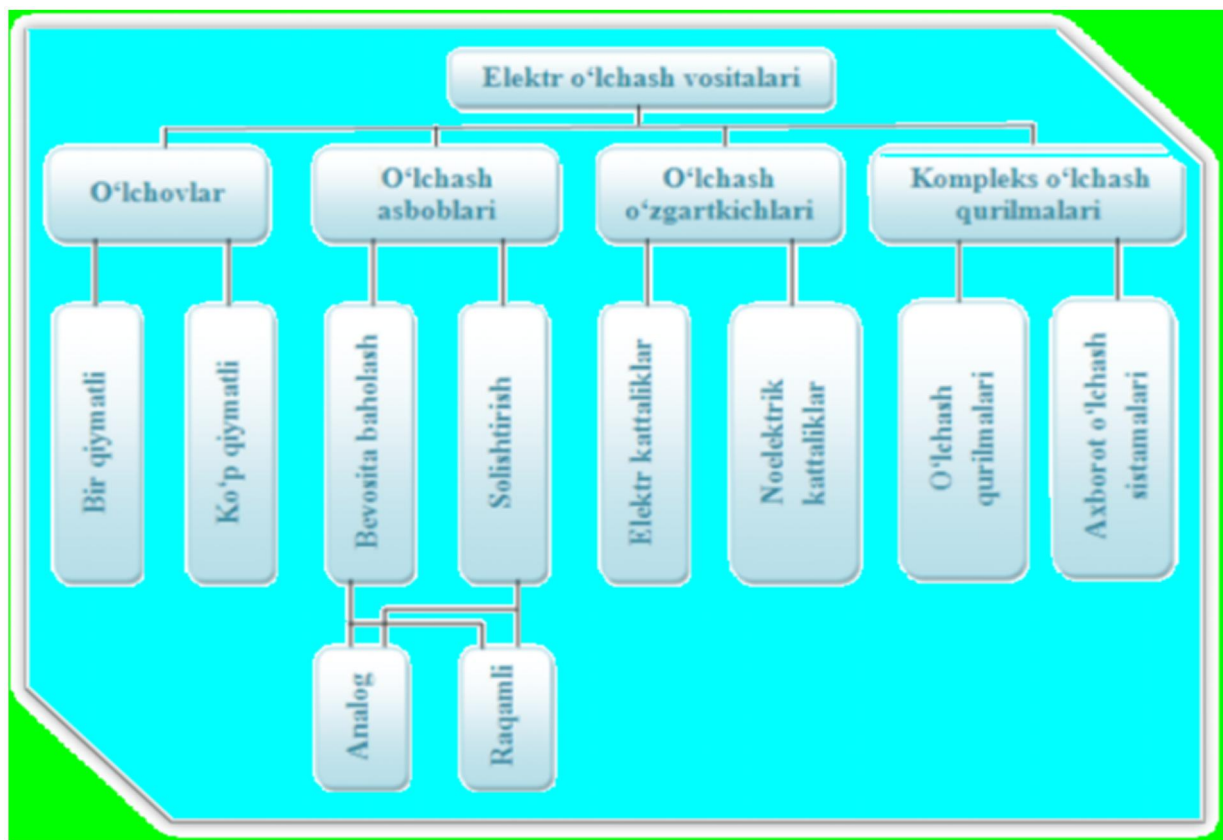 Elektr o‘lchash vositalari
O‘lchovlar
O‘lchash
asboblari
O‘lchash
o‘zgartkichlari
Kompleks o‘lchash
qurilmalari
Bir qiymatli
Ko‘p qiymatli
Bevosita baholash
Solishtirish
Elektr kattaliklar
Noelektrik
kattaliklar
O‘lchash
qurilmalari
Axborot o‘lchash
sistamalari
Analog
Raqamli